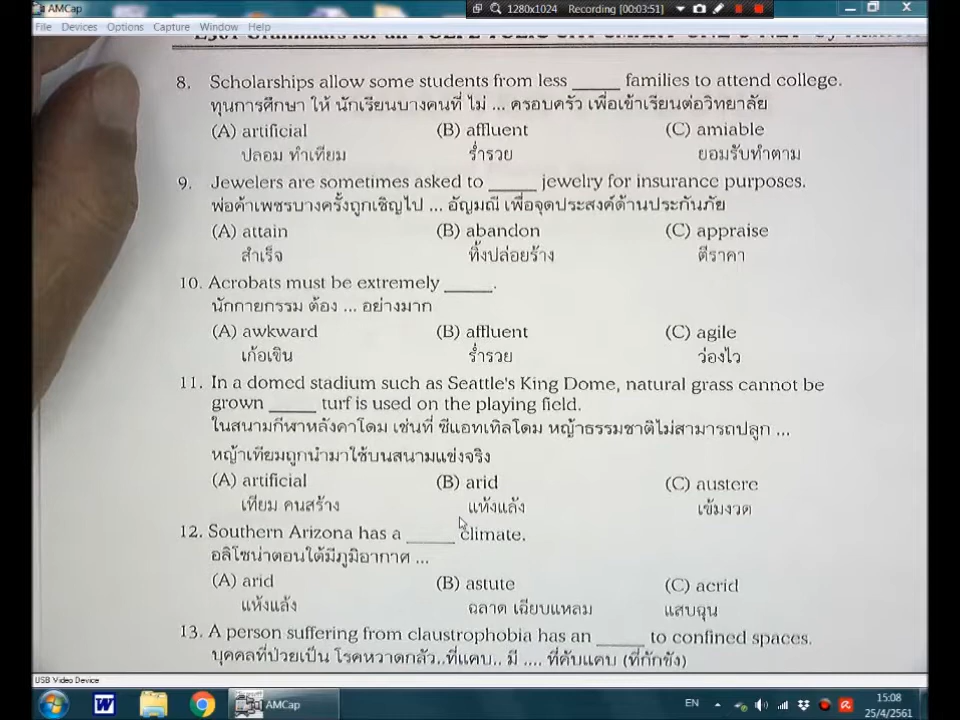 AMCap
1280x1024 Recording [00:03:51]
File Devices Options Capture Window Help
8. Scholarships allow some students from less _____ families to attend college.
ทุนการศึกษา ให้ นักเรียนบางคนที่ ไม่ ... ครอบครัว เพื่อเข้าเรียนต่อวิทยาลัย
(A) artificial (B) affluent (C) amiable
ปลอม ทำเทียม ร่ำรวย ยอมรับทำตาม
9. Jewelers are sometimes asked to _____ jewelry for insurance purposes.
พ่อค้าเพชรบางครั้งถูกเชิญไป ... อัญมณี เพื่อจุดประสงค์ด้านประกันภัย
(A) attain (B) abandon (C) appraise
สำเร็จ ทิ้งปล่อยร้าง ตีราคา
10. Acrobats must be extremely _____.
นักกายกรรม ต้อง ... อย่างมาก
(A) awkward (B) affluent (C) agile
เก้อเขิน ร่ำรวย ว่องไว
11. In a domed stadium such as Seattle's King Dome, natural grass cannot be
grown _____ turf is used on the playing field.
ในสนามกีฬาหลังคาโดม เช่นที่ ซีแอทเทิลโดม หญ้าธรรมชาติไม่สามารถปลูก ...
หญ้าเทียมถูกนำมาใช้บนสนามแข่งจริง
(A) artificial (B) arid (C) austere
เทียม คนสร้าง แห้งแล้ง เข้มงวด
12. Southern Arizona has a _____ climate.
อลิโซน่าตอนใต้มีภูมิอากาศ ...
(A) arid (B) astute (C) acrid
แห้งแล้ง ฉลาด เฉียบแหลม แสบฉุน
13. A person suffering from claustrophobia has an _____ to confined spaces.
บุคคลที่ป่วยเป็น โรคหวาดกลัว..ที่แคบ.. มี .... ที่คับแคบ (ที่กักขัง)
USB Video Device
AMCap
EN
15:08
25/4/2561